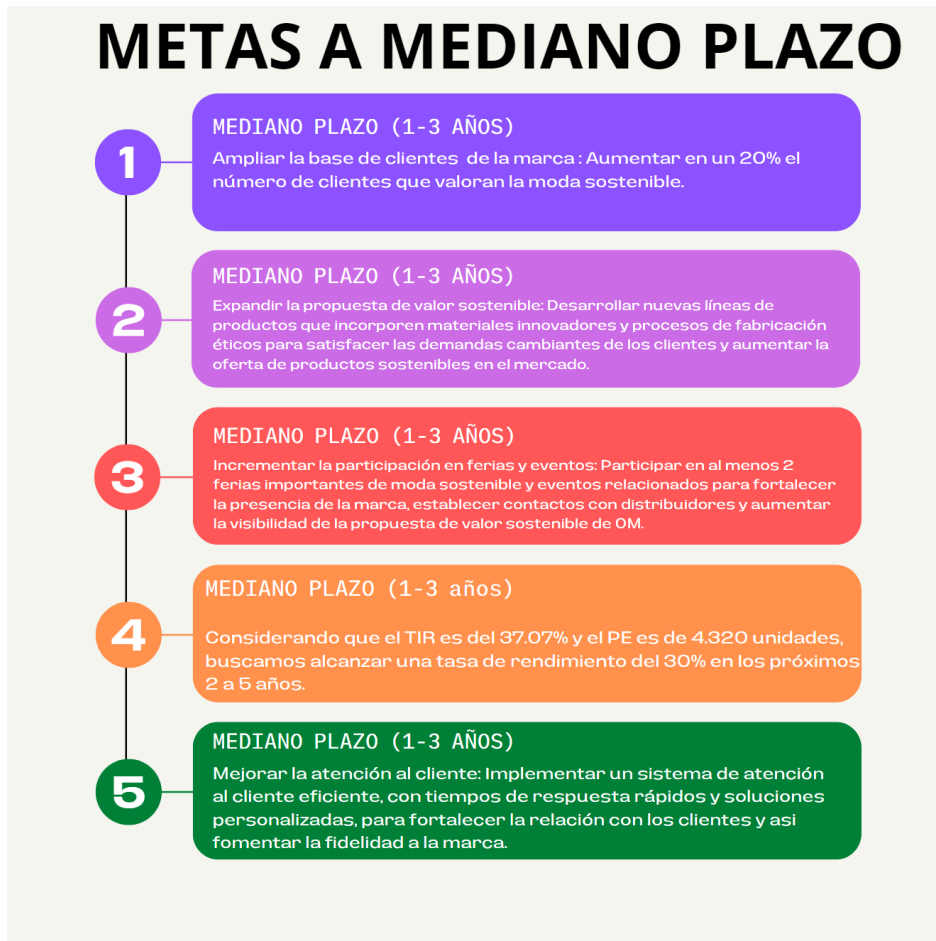 METAS A MEDIANO PLAZO
1
MEDIANO PLAZO (1-3 AÑOS)
Ampliar la base de clientes de la marca : Aumentar en un 20% el
número de clientes que valoran la moda sostenible.
2
MEDIANO PLAZO (1-3 AÑOS)
Expandir la propuesta de valor sostenible: Desarrollar nuevas líneas de
productos que incorporen materiales innovadores y procesos de fabricación
éticos para satisfacer las demandas cambiantes de los clientes y aumentar la
oferta de productos sostenibles en el mercado.
3
MEDIANO PLAZO (1-3 AÑOS)
Incrementar la participación en ferias y eventos: Participar en al menos 2
ferias importantes de moda sostenible y eventos relacionados para fortalecer
la presencia de la marca, establecer contactos con distribuidores y aumentar
la visibilidad de la propuesta de valor sostenible de OM.
4
MEDIANO PLAZO (1-3 años)
Considerando que el TIR es del 37.07% y el PE es de 4.320 unidades,
buscamos alcanzar una tasa de rendimiento del 30% en los próximos
2 a 5 años.
5
MEDIANO PLAZO (1-3 AÑOS)
Mejorar la atención al cliente: Implementar un sistema de atención
al cliente eficiente, con tiempos de respuesta rápidos y soluciones
personalizadas, para fortalecer la relación con los clientes y asi
fomentar la fidelidad a la marca.